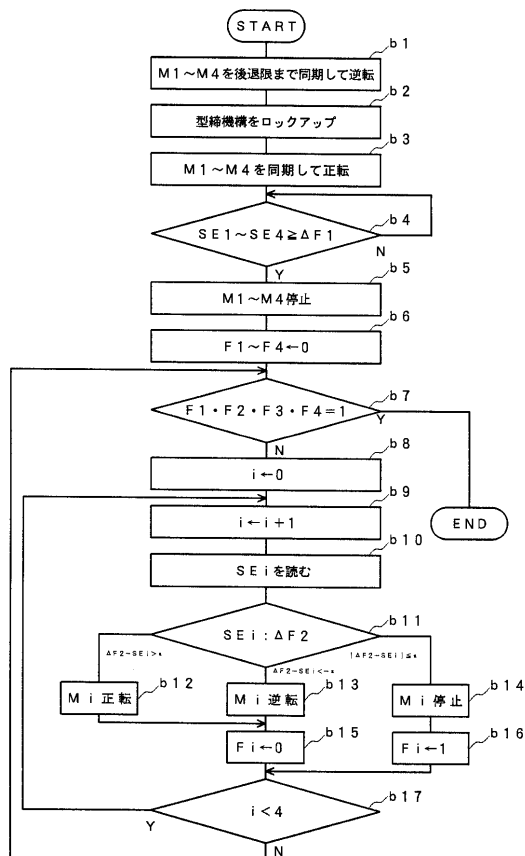 START
b1
M1～M4を後退限まで同期して逆転
b2
型締機構をロックアップ
b3
M1～M4を同期して正転
b4
SE1～SE4≧ΔF1
N
Y
b5
M1～M4停止
b6
F1～F4←0
b7
F1・F2・F3・F4＝1
Y
N
b8
i←0
b9
i←i＋1
END
b10
SEiを読む
b11
SEi：ΔF2
ΔF2−SEi>ε
ΔF2−SEi<−ε
|ΔF2−SEi|≦ε
b12
Mi正転
b13
Mi逆転
b14
Mi停止
b15
Fi←0
b16
Fi←1
b17
i＜4
Y
N